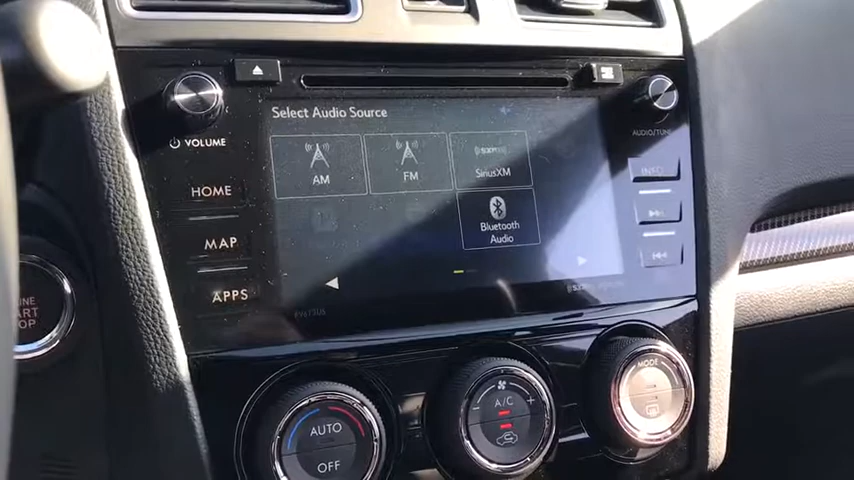 Select Audio Source
VOLUME
AUDIO/TUNE
AM
FM
SiriusXM
HOME
INFO
Bluetooth
Audio
MAP
APPS
AUTO
OFF
A/C
MODE